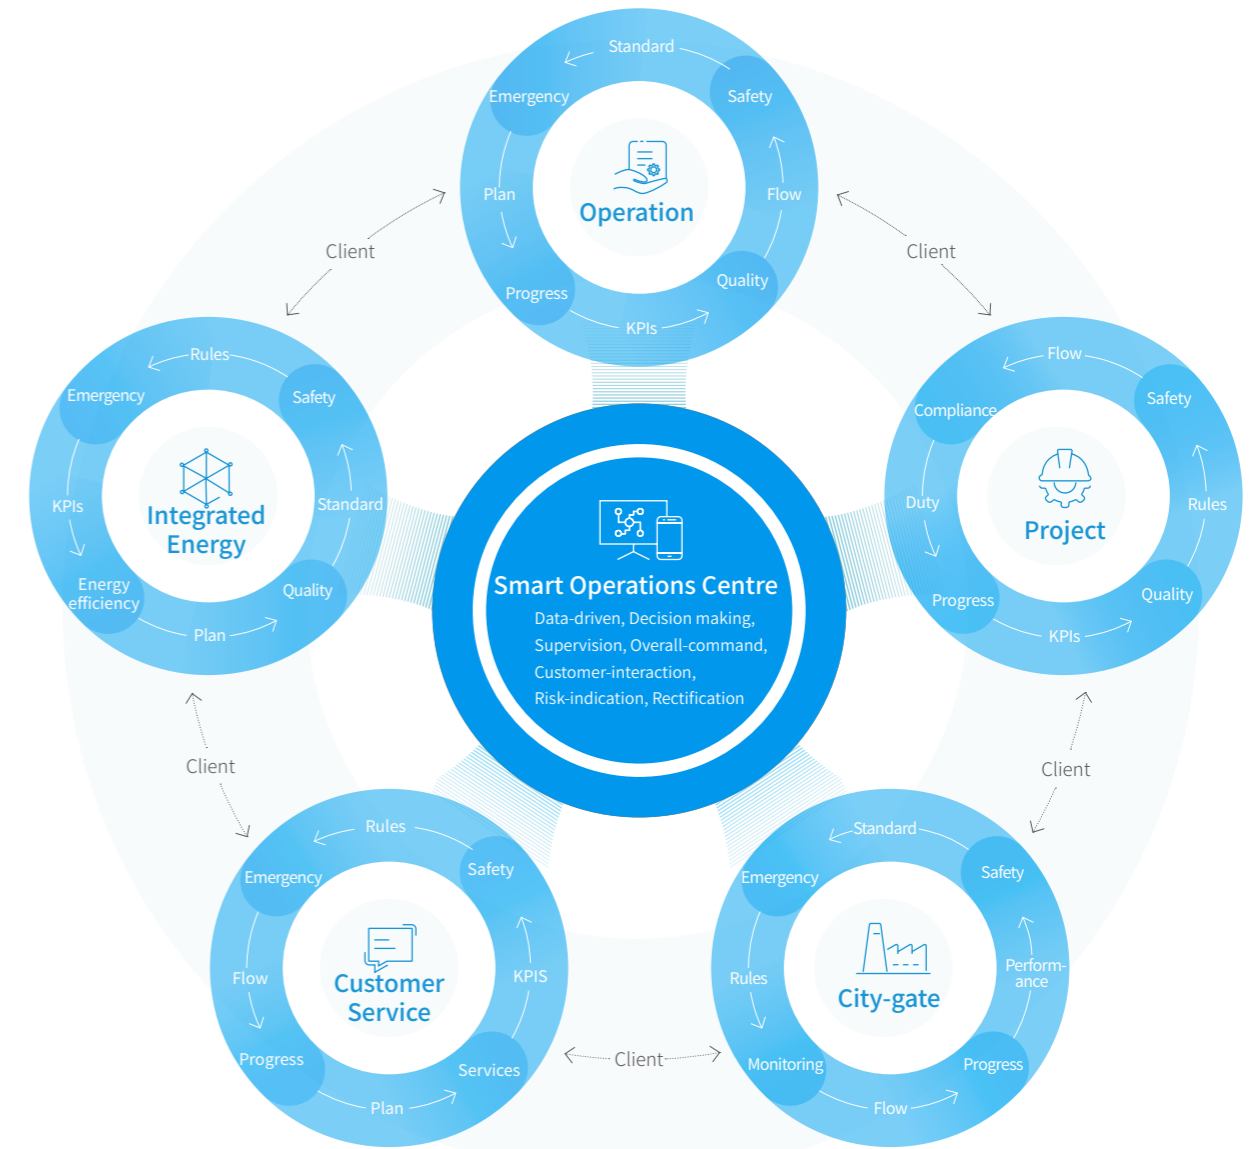 Standard
Emergency
Safety
Plan
Flow
Operation
Progress
Quality
KPIs
Client
Client
Rules
Emergency
Safety
KPIs
Standard
Integrated
Energy
Energy
efficiency
Quality
Plan
Flow
Compliance
Safety
Duty
Rules
Project
Progress
Quality
KPIs
Smart Operations Centre
Data-driven, Decision making,
Supervision, Overall-command,
Customer-interaction,
Risk-indication, Rectification
Client
Client
Rules
Emergency
Safety
Flow
KPIS
Customer
Service
Progress
Services
Plan
Standard
Emergency
Safety
Rules
Perform-
ance
City-gate
Monitoring
Progress
Flow
Client